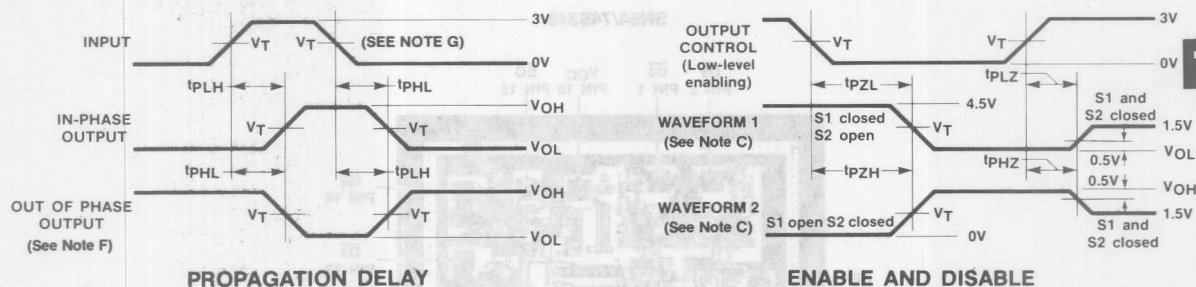 INPUT
VT
VT
(SEE NOTE G)
3V
0V
tPLH
tPHL
IN-PHASE
OUTPUT
VT
VT
VOH
VOL
tPHL
tPLH
OUT OF PHASE
OUTPUT
(See Note F)
VT
VT
VOH
VOL
PROPAGATION DELAY
OUTPUT
CONTROL
(Low-level
enabling)
VT
VT
3V
0V
tPZL
tPLZ
WAVEFORM 1
(See Note C)
S1 closed
S2 open
4.5V
VT
S1 and
S2 closed
1.5V
VOL
0.5V
tPZH
tPHZ
0.5V
VOH
WAVEFORM 2
(See Note C)
S1 open S2 closed
VT
0V
1.5V
S1 and
S2 closed
ENABLE AND DISABLE